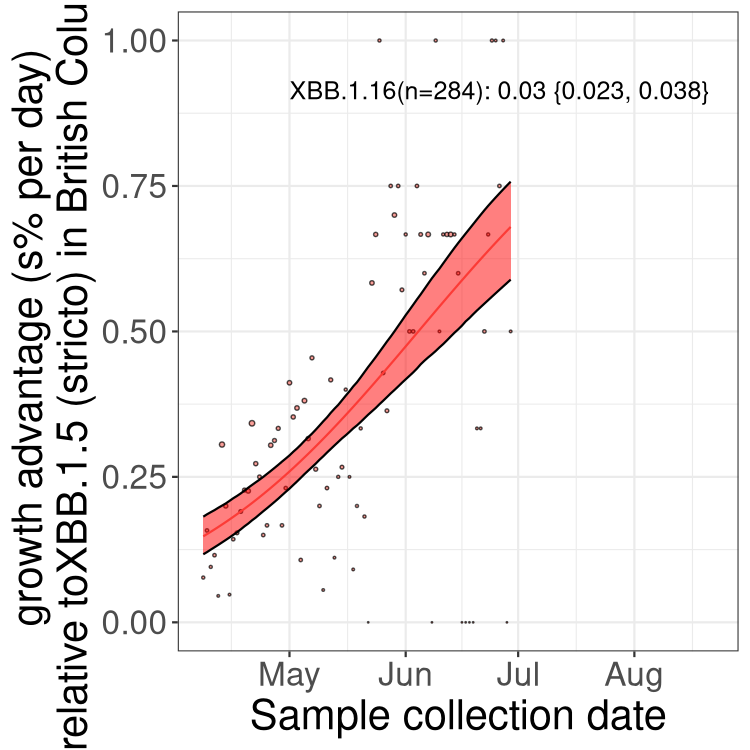 growth advantage (s% per day)
relative toXBB.1.5 (stricto) in British Colu
1.00
0.75
0.50
0.25
0.00
XBB.1.16(n=284): 0.03 {0.023, 0.038}
May Jun Jul Aug
Sample collection date